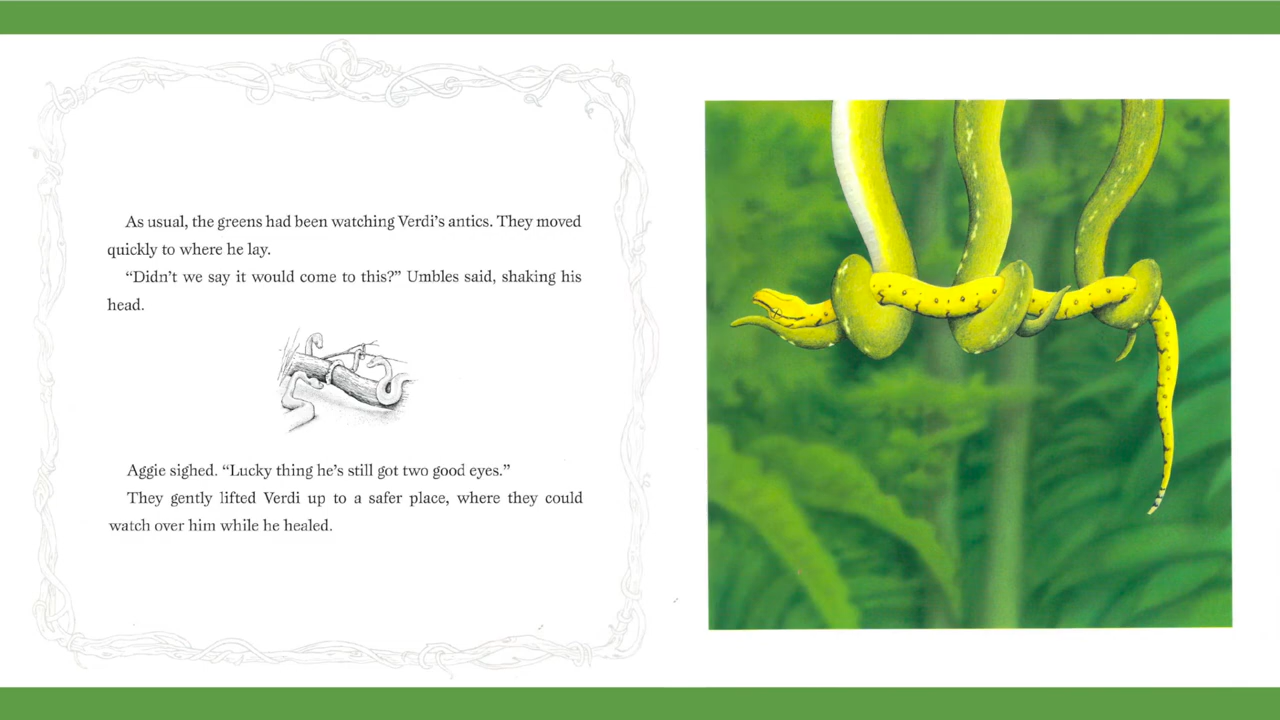 As usual, the greens had been watching Verdi's antics. They moved
quickly to where he lay.
“Didn't we say it would come to this?” Umbles said, shaking his
head.
Aggie sighed. “Lucky thing he's still got two good eyes.”
They gently lifted Verdi up to a safer place, where they could
watch over him while he healed.